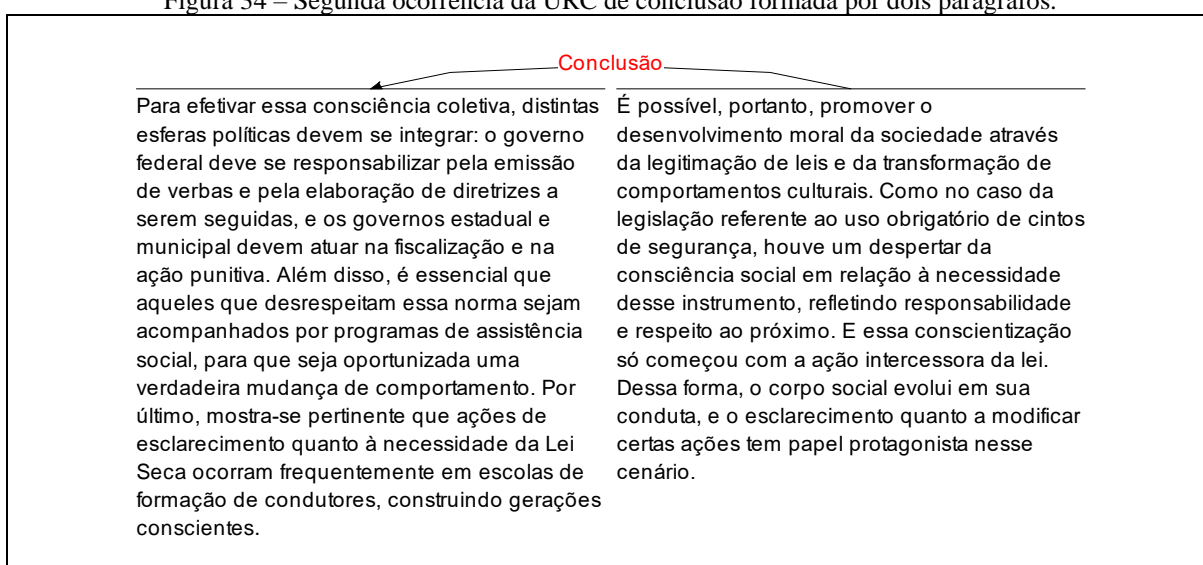 Figura 34 – Segunda ocorrência da URC de conclusão formada por dois parágrafos.
Conclusão
Para efetivar essa consciência coletiva, distintas
esferas políticas devem se integrar: o governo
federal deve se responsabilizar pela emissão
de verbas e pela elaboração de diretrizes a
serem seguidas, e os governos estadual e
municipal devem atuar na fiscalização e na
ação punitiva. Além disso, é essencial que
aqueles que desrespeitam essa norma sejam
acompanhados por programas de assistência
social, para que seja oportunizada uma
verdadeira mudança de comportamento. Por
último, mostra-se pertinente que ações de
esclarecimento quanto à necessidade da Lei
Seca ocorram frequentemente em escolas de
formação de condutores, construindo gerações
conscientes.
É possível, portanto, promover o
desenvolvimento moral da sociedade através
da legitimação de leis e da transformação de
comportamentos culturais. Como no caso da
legislação referente ao uso obrigatório de cintos
de segurança, houve um despertar da
consciência social em relação à necessidade
desse instrumento, refletindo responsabilidade
e respeito ao próximo. E essa conscientização
só começou com a ação intercessora da lei.
Dessa forma, o corpo social evolui em sua
conduta, e o esclarecimento quanto a modificar
certas ações tem papel protagonista nesse
cenário.